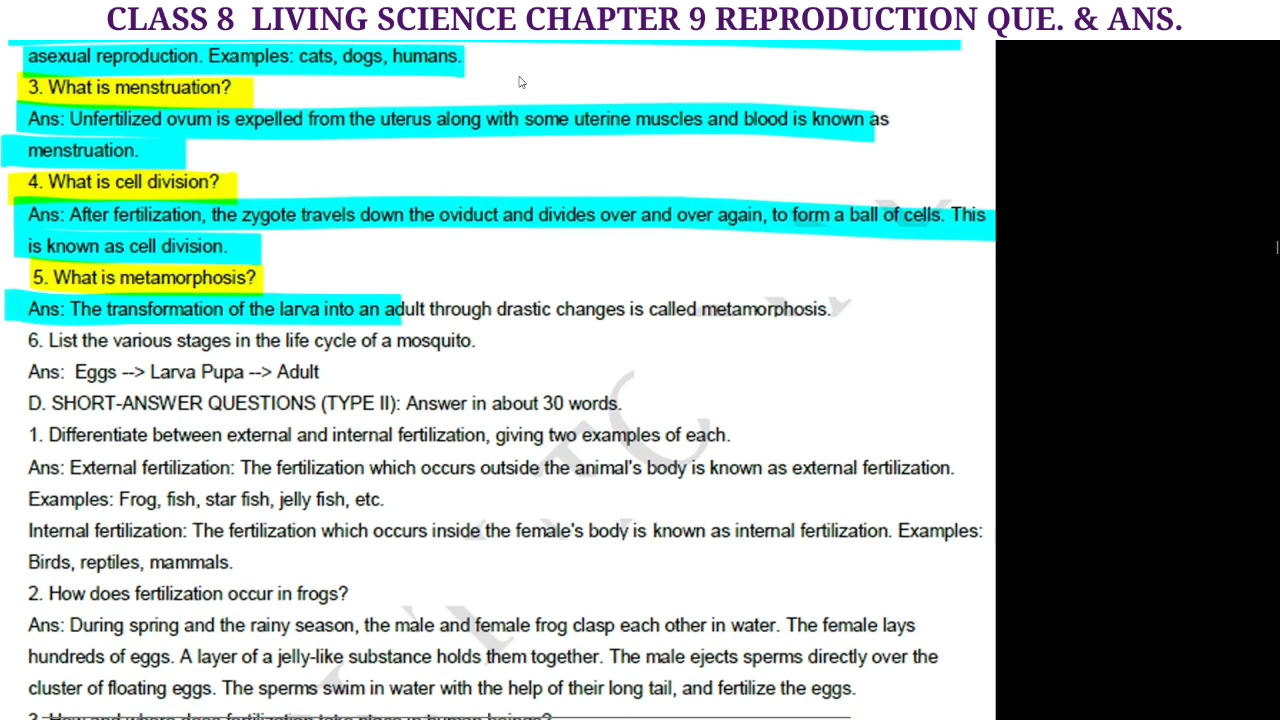 CLASS 8 LIVING SCIENCE CHAPTER 9 REPRODUCTION QUE. & ANS.
asexual reproduction. Examples: cats, dogs, humans.
3. What is menstruation?
Ans: Unfertilized ovum is expelled from the uterus along with some uterine muscles and blood is known as
menstruation.
4. What is cell division?
Ans: After fertilization, the zygote travels down the oviduct and divides over and over again, to form a ball of cells. This
is known as cell division.
5. What is metamorphosis?
Ans: The transformation of the larva into an adult through drastic changes is called metamorphosis.
6. List the various stages in the life cycle of a mosquito.
Ans: Eggs --> Larva Pupa --> Adult
D. SHORT-ANSWER QUESTIONS (TYPE II): Answer in about 30 words.
1. Differentiate between external and internal fertilization, giving two examples of each.
Ans: External fertilization: The fertilization which occurs outside the animal's body is known as external fertilization.
Examples: Frog, fish, star fish, jelly fish, etc.
Internal fertilization: The fertilization which occurs inside the female's body is known as internal fertilization. Examples:
Birds, reptiles, mammals.
2. How does fertilization occur in frogs?
Ans: During spring and the rainy season, the male and female frog clasp each other in water. The female lays
hundreds of eggs. A layer of a jelly-like substance holds them together. The male ejects sperms directly over the
cluster of floating eggs. The sperms swim in water with the help of their long tail, and fertilize the eggs.
3. How and where does fertilization take place in human beings?